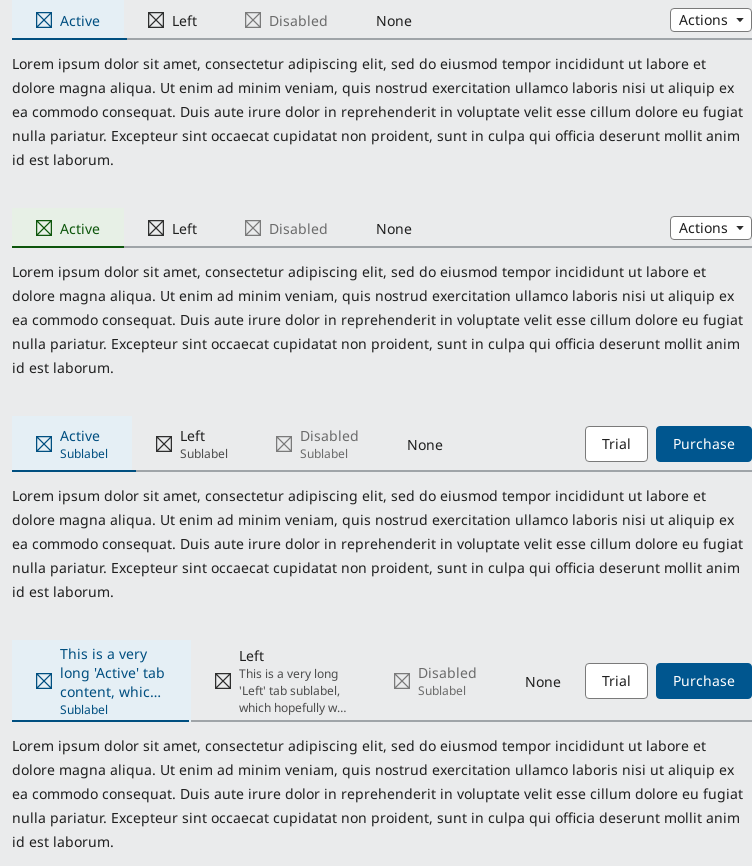 Active Left Disabled None Actions
Lorem ipsum dolor sit amet, consectetur adipiscing elit, sed do eiusmod tempor incididunt ut labore et
dolore magna aliqua. Ut enim ad minim veniam, quis nostrud exercitation ullamco laboris nisi ut aliquip ex
ea commodo consequat. Duis aute irure dolor in reprehenderit in voluptate velit esse cillum dolore eu fugiat
nulla pariatur. Excepteur sint occaecat cupidatat non proident, sunt in culpa qui officia deserunt mollit anim
id est laborum.
Active Left Disabled None Actions
Lorem ipsum dolor sit amet, consectetur adipiscing elit, sed do eiusmod tempor incididunt ut labore et
dolore magna aliqua. Ut enim ad minim veniam, quis nostrud exercitation ullamco laboris nisi ut aliquip ex
ea commodo consequat. Duis aute irure dolor in reprehenderit in voluptate velit esse cillum dolore eu fugiat
nulla pariatur. Excepteur sint occaecat cupidatat non proident, sunt in culpa qui officia deserunt mollit anim
id est laborum.
Active
Sublabel
Left
Sublabel
Disabled
Sublabel
None
Trial
Purchase
Lorem ipsum dolor sit amet, consectetur adipiscing elit, sed do eiusmod tempor incididunt ut labore et
dolore magna aliqua. Ut enim ad minim veniam, quis nostrud exercitation ullamco laboris nisi ut aliquip ex
ea commodo consequat. Duis aute irure dolor in reprehenderit in voluptate velit esse cillum dolore eu fugiat
nulla pariatur. Excepteur sint occaecat cupidatat non proident, sunt in culpa qui officia deserunt mollit anim
id est laborum.
This is a very
long 'Active' tab
content, whic...
Sublabel
Left
This is a very long
'Left' tab sublabel,
which hopefully w...
Disabled
Sublabel
None
Trial
Purchase
Lorem ipsum dolor sit amet, consectetur adipiscing elit, sed do eiusmod tempor incididunt ut labore et
dolore magna aliqua. Ut enim ad minim veniam, quis nostrud exercitation ullamco laboris nisi ut aliquip ex
ea commodo consequat. Duis aute irure dolor in reprehenderit in voluptate velit esse cillum dolore eu fugiat
nulla pariatur. Excepteur sint occaecat cupidatat non proident, sunt in culpa qui officia deserunt mollit anim
id est laborum.